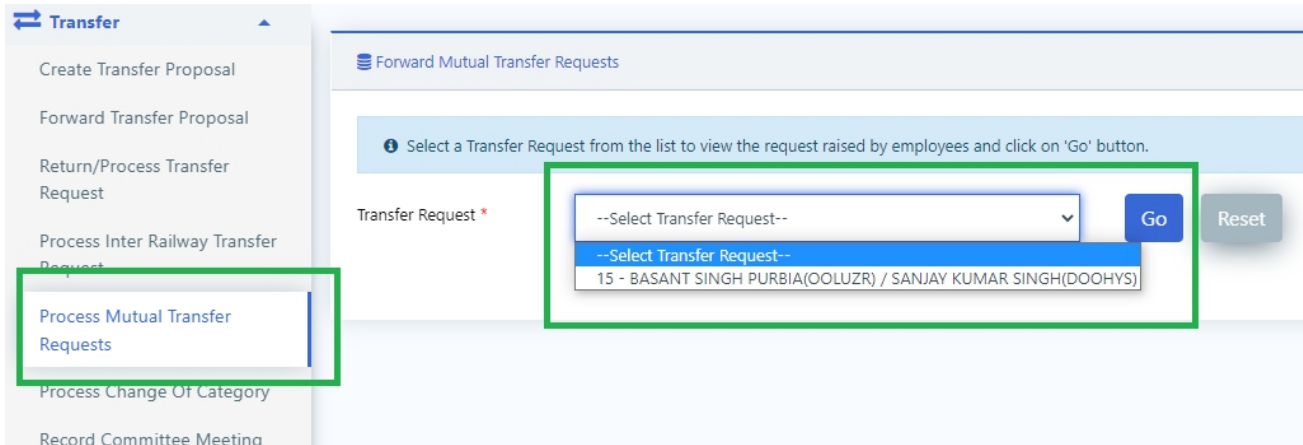 Transfer
Create Transfer Proposal
Forward Transfer Proposal
Return/Process Transfer
Request
Process Inter Railway Transfer
Request
Process Mutual Transfer
Requests
Process Change Of Category
Record Committee Meeting
Forward Mutual Transfer Requests
Select a Transfer Request from the list to view the request raised by employees and click on 'Go' button.
Transfer Request *
--Select Transfer Request--
Go
Reset
--Select Transfer Request--
15 - BASANT SINGH PURBIA(OOLUZR) / SANJAY KUMAR SINGH(DOOHYS)